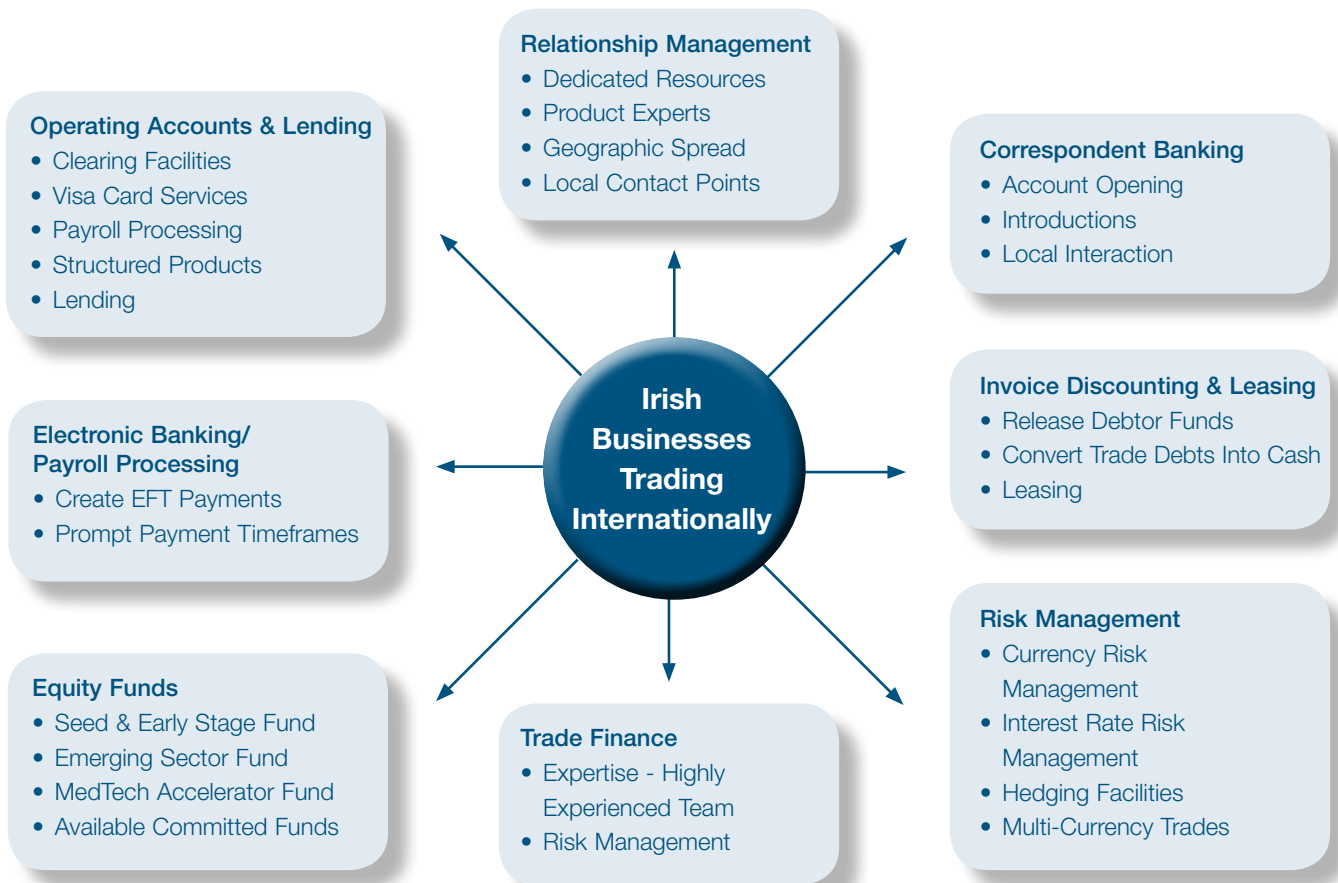 Relationship Management
• Dedicated Resources
• Product Experts
• Geographic Spread
• Local Contact Points
Operating Accounts & Lending
• Clearing Facilities
• Visa Card Services
• Payroll Processing
• Structured Products
• Lending
Correspondent Banking
• Account Opening
• Introductions
• Local Interaction
Irish
Businesses
Trading
Internationally
Electronic Banking/
Payroll Processing
• Create EFT Payments
• Prompt Payment Timeframes
Invoice Discounting & Leasing
• Release Debtor Funds
• Convert Trade Debts Into Cash
• Leasing
Equity Funds
• Seed & Early Stage Fund
• Emerging Sector Fund
• MedTech Accelerator Fund
• Available Committed Funds
Trade Finance
• Expertise - Highly
Experienced Team
• Risk Management
Risk Management
• Currency Risk
Management
• Interest Rate Risk
Management
• Hedging Facilities
• Multi-Currency Trades